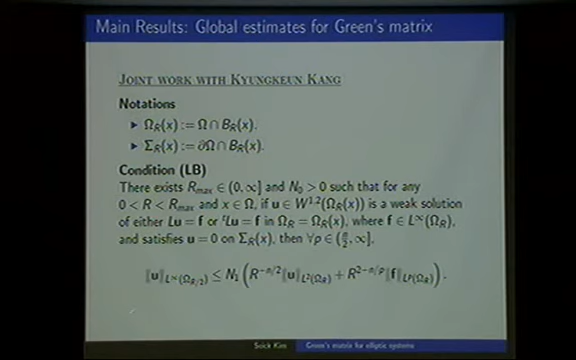 Main Results: Global estimates for Green's matrix
Joint work with Kyungkeun Kang
Notations
▶ Ω_R(x) := Ω ∩ B_R(x).
▶ Σ_R(x) := ∂Ω ∩ B_R(x).
Condition (LB)
There exists R_max ∈ (0, ∞] and N_0 > 0 such that for any
0 < R < R_max and x ∈ Ω, if u ∈ W^{1,2}(Ω_R(x)) is a weak solution
of either Lu = f or ^tLu = f in Ω_R = Ω_R(x), where f ∈ L^∞(Ω_R),
and satisfies u = 0 on Σ_R(x), then ∀p ∈ (n/2, ∞],
‖u‖_{L^∞(Ω_{R/2})} ≤ N_1 (R^{-n/2}‖u‖_{L^2(Ω_R)} + R^{2-n/p}‖f‖_{L^p(Ω_R)}).
Seick Kim Green's matrix for elliptic systems